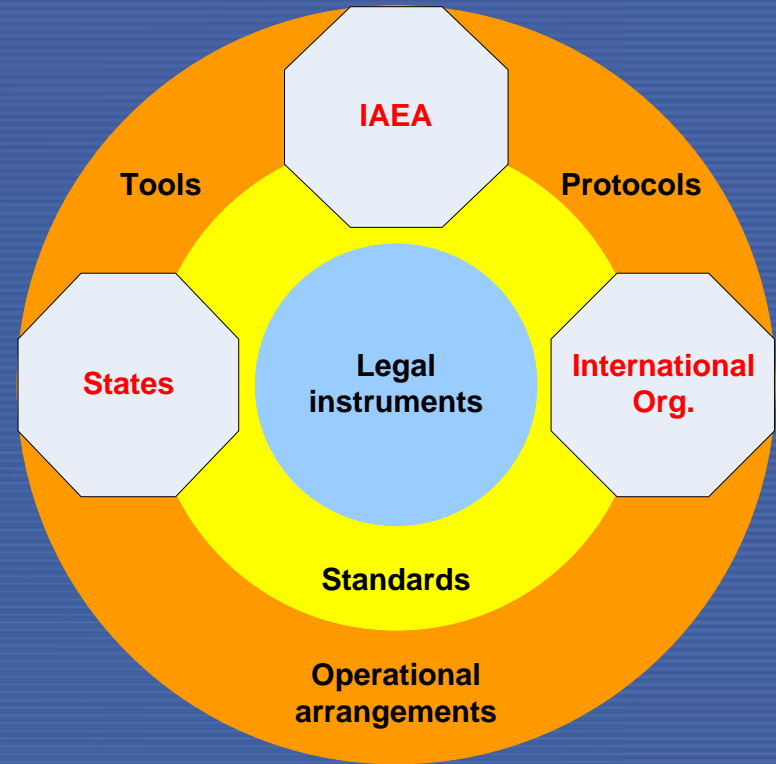 IAEA
Tools
Protocols
States
Legal
instruments
International
Org.
Standards
Operational
arrangements